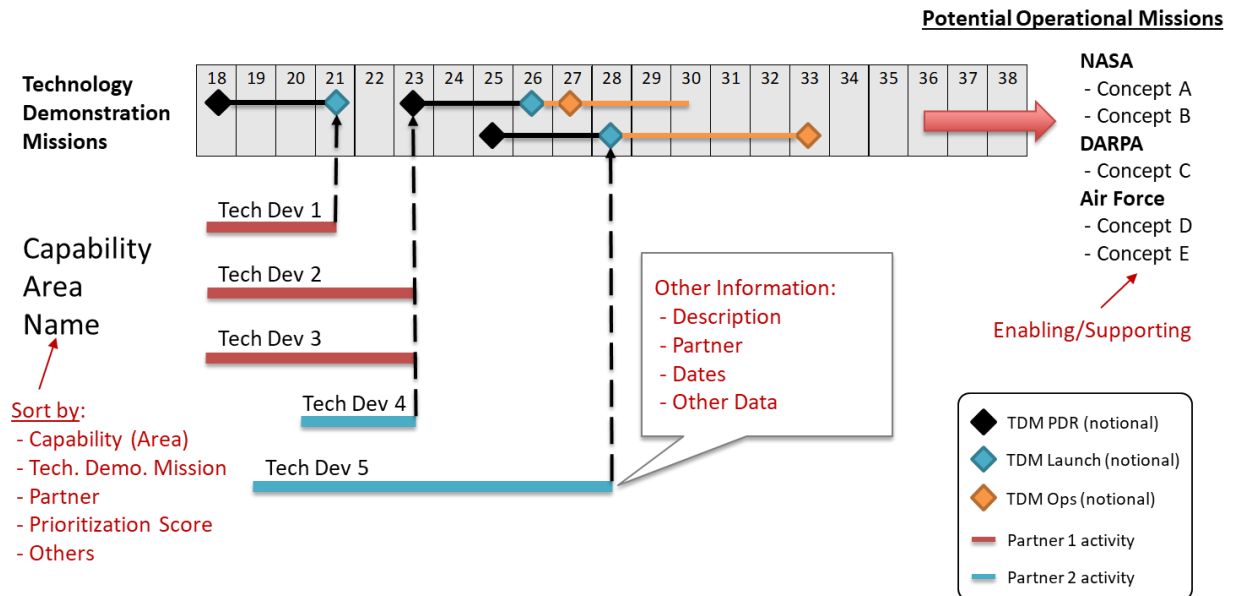 Potential Operational Missions
Technology
Demonstration
Missions
18 19 20 21 22 23 24 25 26 27 28 29 30 31 32 33 34 35 36 37 38
NASA
- Concept A
- Concept B
DARPA
- Concept C
Air Force
- Concept D
- Concept E
Enabling/Supporting
Capability
Area
Name
Tech Dev 1
Tech Dev 2
Tech Dev 3
Tech Dev 4
Tech Dev 5
Sort by:
- Capability (Area)
- Tech. Demo. Mission
- Partner
- Prioritization Score
- Others
Other Information:
- Description
- Partner
- Dates
- Other Data
TDM PDR (notional)
TDM Launch (notional)
TDM Ops (notional)
Partner 1 activity
Partner 2 activity